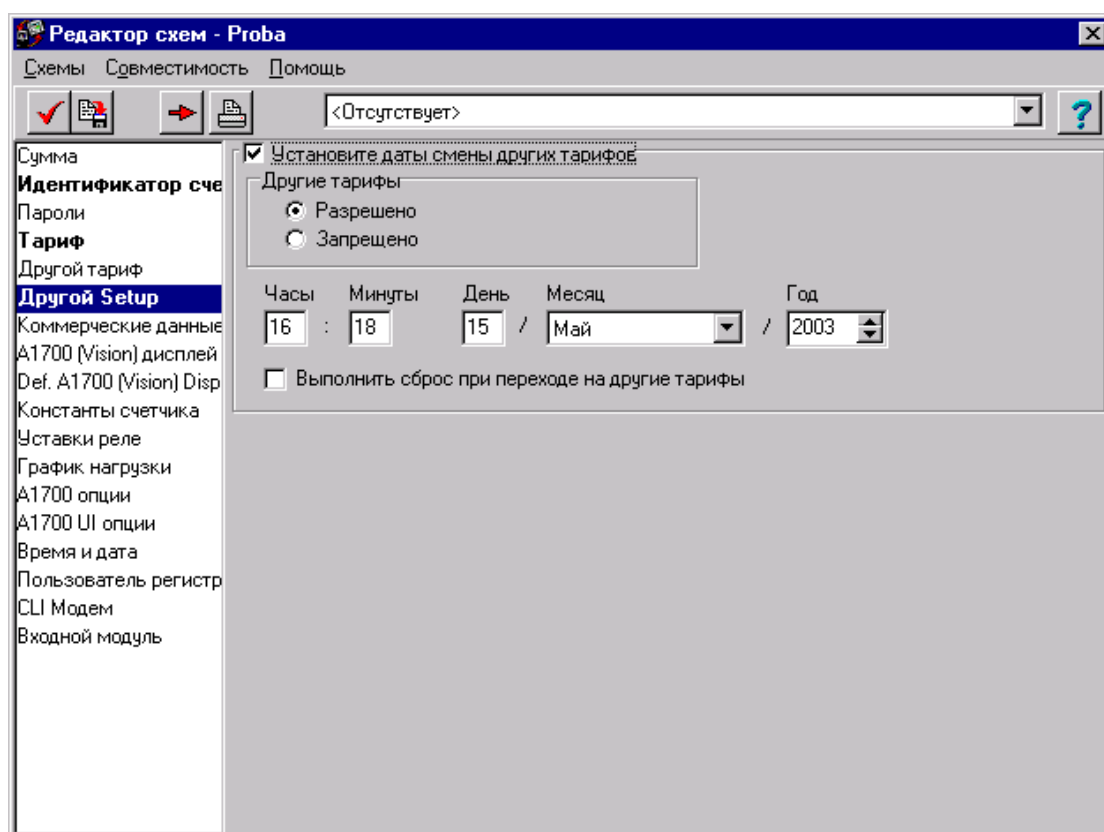 Редактор схем - Proba
Схемы Совместимость Помощь
<Отсутствует>
Сумма
Идентификатор сче
Пароли
Тариф
Другой тариф
Другой Setup
Коммерческие данные
A1700 (Vision) дисплей
Def. A1700 (Vision) Disp
Константы счетчика
Уставки реле
График нагрузки
A1700 опции
A1700 UI опции
Время и дата
Пользователь регистр
CLI Модем
Входной модуль
Установите даты смены других тарифов
Другие тарифы
Разрешено
Запрещено
Часы Минуты День Месяц Год
16 : 18 15 / Май / 2003
Выполнить сброс при переходе на другие тарифы